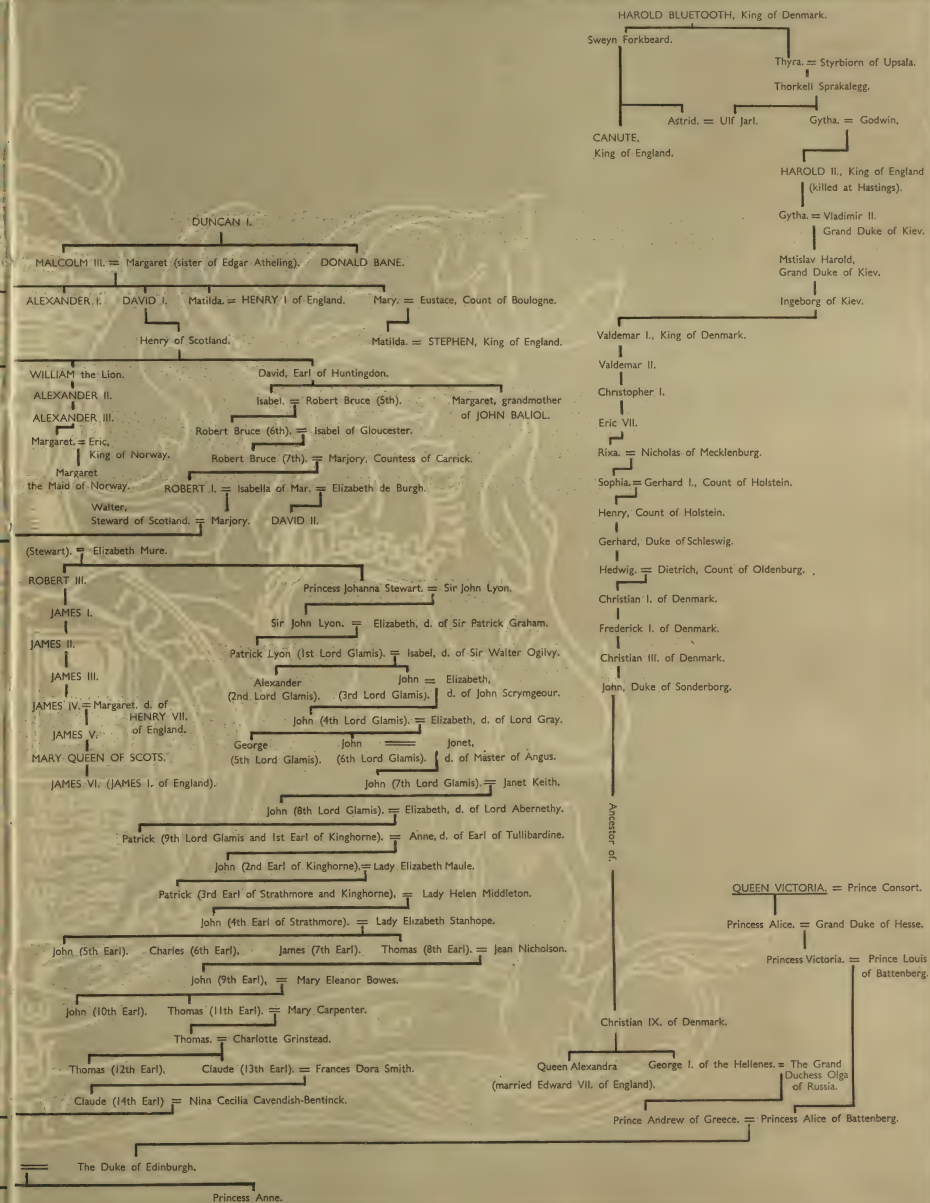 HAROLD BLUETOOTH, King of Denmark.
Sweyn Forkbeard.
Thyra. = Styrbiorn of Upsala.
Thorkell Sprakalegg.
Astrid. = Ulf Jarl.
Gytha. = Godwin,
CANUTE,
King of England.
HAROLD II., King of England
(killed at Hastings).
Gytha. = Vladimir II.
Grand Duke of Kiev.
Mstislav Harold,
Grand Duke of Kiev.
Ingeborg of Kiev.
DUNCAN I.
MALCOLM III. = Margaret (sister of Edgar Atheling). DONALD BANE.
ALEXANDER I. DAVID I. Matilda. = HENRY I of England. Mary. = Eustace, Count of Boulogne.
Henry of Scotland. Matilda. = STEPHEN, King of England.
WILLIAM the Lion. David, Earl of Huntingdon.
ALEXANDER II.
Isabel. = Robert Bruce (5th). Margaret, grandmother
of JOHN BALIOL.
ALEXANDER III.
Robert Bruce (6th). = Isabel of Gloucester.
Margaret. = Eric,
King of Norway.
Robert Bruce (7th). = Marjory, Countess of Carrick.
Margaret
the Maid of Norway.
ROBERT I. = Isabella of Mar. = Elizabeth de Burgh.
Walter,
Steward of Scotland. = Marjory. DAVID II.
(Stewart). = Elizabeth Mure.
ROBERT III.
Princess Johanna Stewart. = Sir John Lyon.
JAMES I.
Sir John Lyon. = Elizabeth, d. of Sir Patrick Graham.
JAMES II.
Patrick Lyon (1st Lord Glamis). = Isabel, d. of Sir Walter Ogilvy.
JAMES III.
Alexander
(2nd Lord Glamis).
John = Elizabeth,
(3rd Lord Glamis). d. of John Scrymgeour.
JAMES IV. = Margaret. d. of
HENRY VII.
of England.
John (4th Lord Glamis). = Elizabeth, d. of Lord Gray.
JAMES V.
George
(5th Lord Glamis).
John = Jonet,
(6th Lord Glamis). d. of Master of Angus.
MARY QUEEN OF SCOTS.
JAMES VI. (JAMES I. of England).
John (7th Lord Glamis). = Janet Keith.
John (8th Lord Glamis). = Elizabeth, d. of Lord Abernethy.
Patrick (9th Lord Glamis and 1st Earl of Kinghorne). = Anne, d. of Earl of Tullibardine.
John (2nd Earl of Kinghorne). = Lady Elizabeth Maule.
Patrick (3rd Earl of Strathmore and Kinghorne), = Lady Helen Middleton.
John (4th Earl of Strathmore). = Lady Elizabeth Stanhope.
John (5th Earl). Charles (6th Earl), James (7th Earl). Thomas (8th Earl). = Jean Nicholson.
John (9th Earl), = Mary Eleanor Bowes.
John (10th Earl). Thomas (11th Earl). = Mary Carpenter.
Thomas. = Charlotte Grinstead.
Thomas (12th Earl), Claude (13th Earl). = Frances Dora Smith.
Claude (14th Earl) = Nina Cecilia Cavendish-Bentinck.
Valdemar I., King of Denmark.
Valdemar II.
Christopher I.
Eric VII.
Rixa. = Nicholas of Mecklenburg.
Sophia. = Gerhard I., Count of Holstein.
Henry, Count of Holstein.
Gerhard, Duke of Schleswig.
Hedwig. = Dietrich, Count of Oldenburg.
Christian I. of Denmark.
Frederick I. of Denmark.
Christian III. of Denmark.
John, Duke of Sonderborg.
Ancestor of.
QUEEN VICTORIA. = Prince Consort.
Princess Alice. = Grand Duke of Hesse.
Princess Victoria. = Prince Louis
of Battenberg.
Christian IX. of Denmark.
Queen Alexandra
(married Edward VII. of England).
George I. of the Hellenes. = The Grand
Duchess Olga
of Russia.
Prince Andrew of Greece. = Princess Alice of Battenberg.
= The Duke of Edinburgh.
Princess Anne.